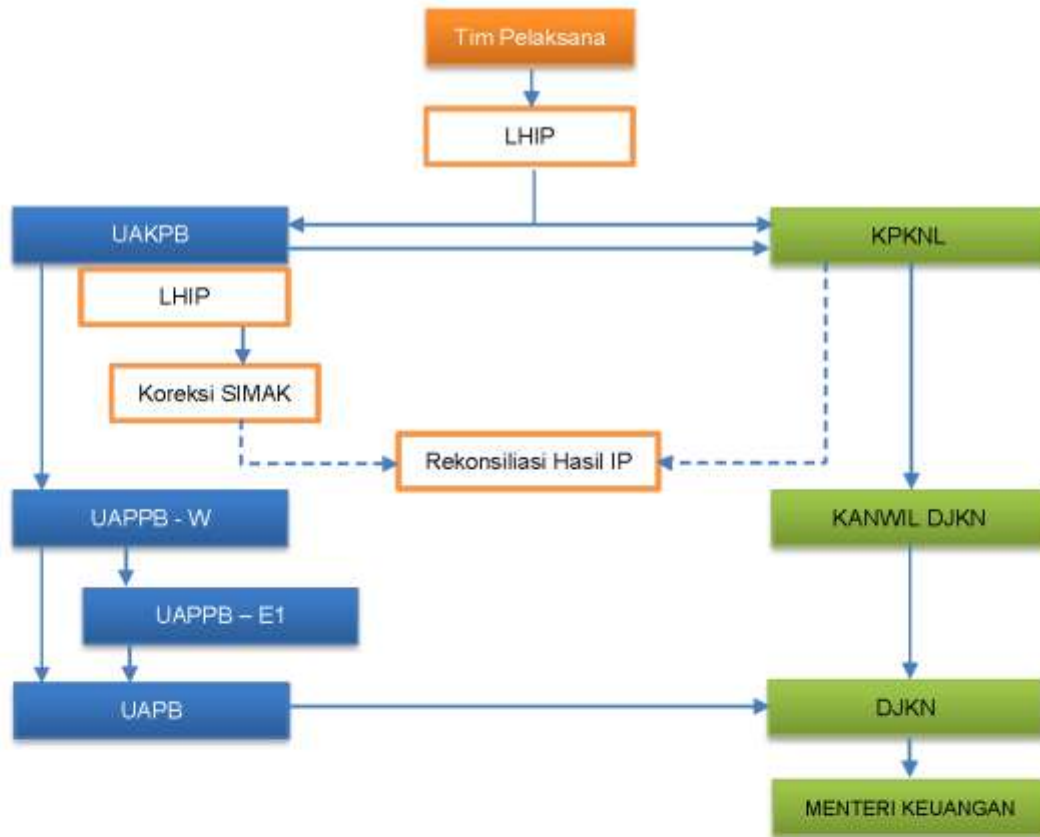 Tim Pelaksana
LHIP
UAKPB
KPKNL
LHIP
Koreksi SIMAK
Rekonsiliasi Hasil IP
UAPPB - W
KANWIL DJKN
UAPPB – E1
UAPB
DJKN
MENTERI KEUANGAN